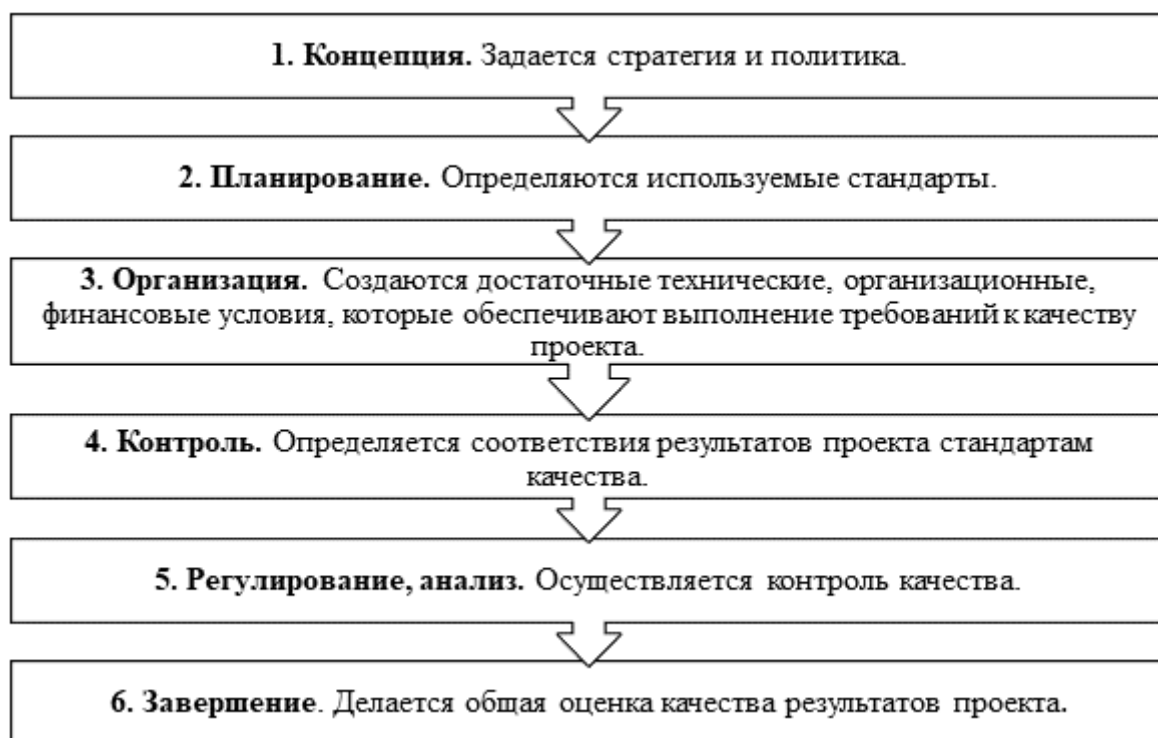 1. Концепция. Задается стратегия и политика.
2. Планирование. Определяются используемые стандарты.
3. Организация. Создаются достаточные технические, организационные,
финансовые условия, которые обеспечивают выполнение требований к качеству
проекта.
4. Контроль. Определяется соответствия результатов проекта стандартам
качества.
5. Регулирование, анализ. Осуществляется контроль качества.
6. Завершение. Делается общая оценка качества результатов проекта.